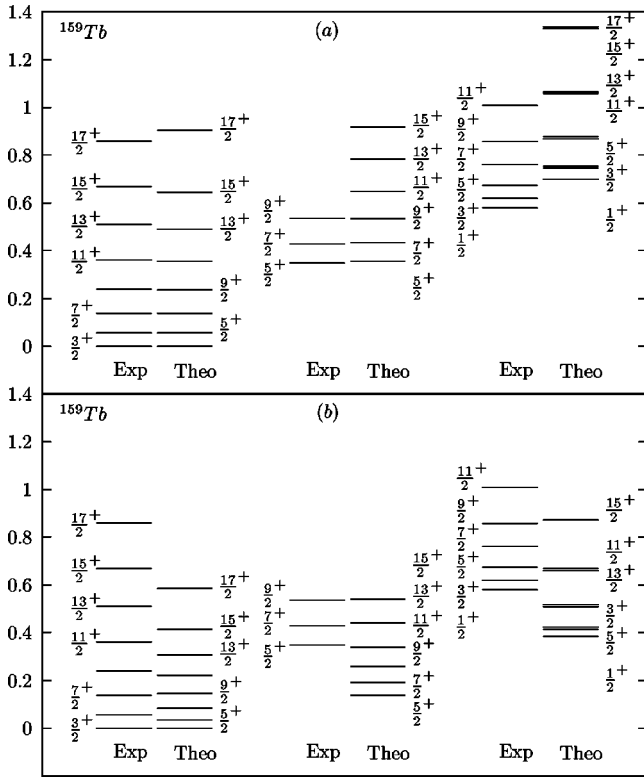 1.4 ¹⁵⁹Tb (a) 17/2⁺
1.2 15/2⁺
13/2⁺
11/2⁺
1 11/2⁺
17/2⁺ 17/2⁺ 15/2⁺ 9/2⁺
0.8 13/2⁺ 7/2⁺ 5/2⁺
15/2⁺ 15/2⁺ 11/2⁺ 5/2⁺ 3/2⁺
0.6 9/2⁺ 9/2⁺ 3/2⁺ 1/2⁺
13/2⁺ 13/2⁺ 7/2⁺ 7/2⁺ 1/2⁺
0.4 11/2⁺ 5/2⁺ 5/2⁺
0.2 7/2⁺ 9/2⁺
5/2⁺
0 3/2⁺
Exp Theo Exp Theo Exp Theo
1.4 ¹⁵⁹Tb (b)
1.2
11/2⁺
1 9/2⁺ 15/2⁺
17/2⁺ 7/2⁺
0.8 5/2⁺ 11/2⁺
15/2⁺ 15/2⁺ 3/2⁺ 13/2⁺
0.6 17/2⁺ 9/2⁺ 13/2⁺ 1/2⁺ 3/2⁺
13/2⁺ 15/2⁺ 7/2⁺ 11/2⁺ 5/2⁺
0.4 11/2⁺ 13/2⁺ 5/2⁺ 9/2⁺ 1/2⁺
0.2 7/2⁺ 9/2⁺ 7/2⁺
5/2⁺ 5/2⁺
0 3/2⁺
Exp Theo Exp Theo Exp Theo